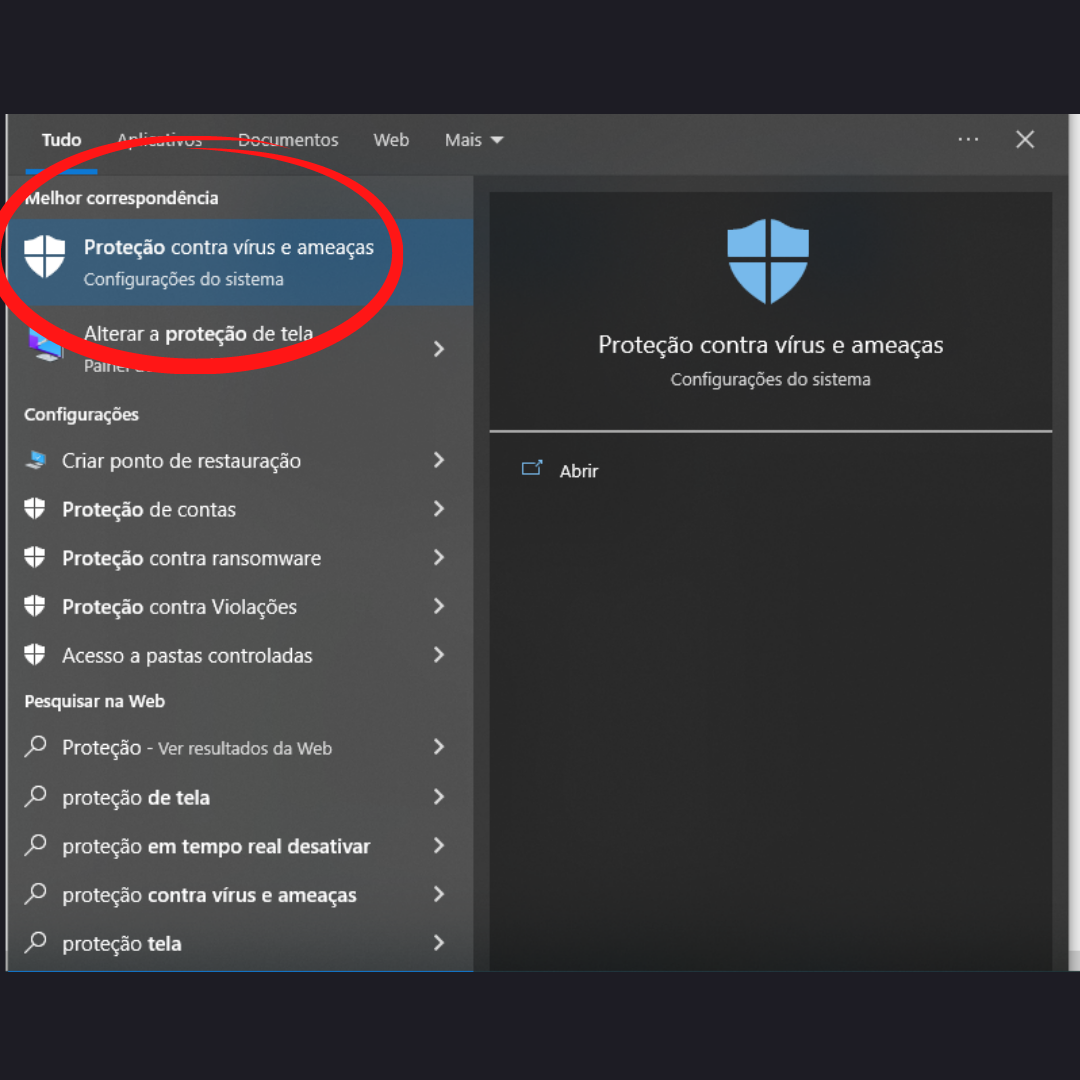 Tudo Aplicativos Documentos Web Mais
Melhor correspondência
Proteção contra vírus e ameaças
Configurações do sistema
Alterar a proteção de tela
Painel
Configurações
Criar ponto de restauração
Proteção de contas
Proteção contra ransomware
Proteção contra Violações
Acesso a pastas controladas
Pesquisar na Web
Proteção - Ver resultados da Web
proteção de tela
proteção em tempo real desativar
proteção contra vírus e ameaças
proteção tela
Proteção contra vírus e ameaças
Configurações do sistema
Abrir